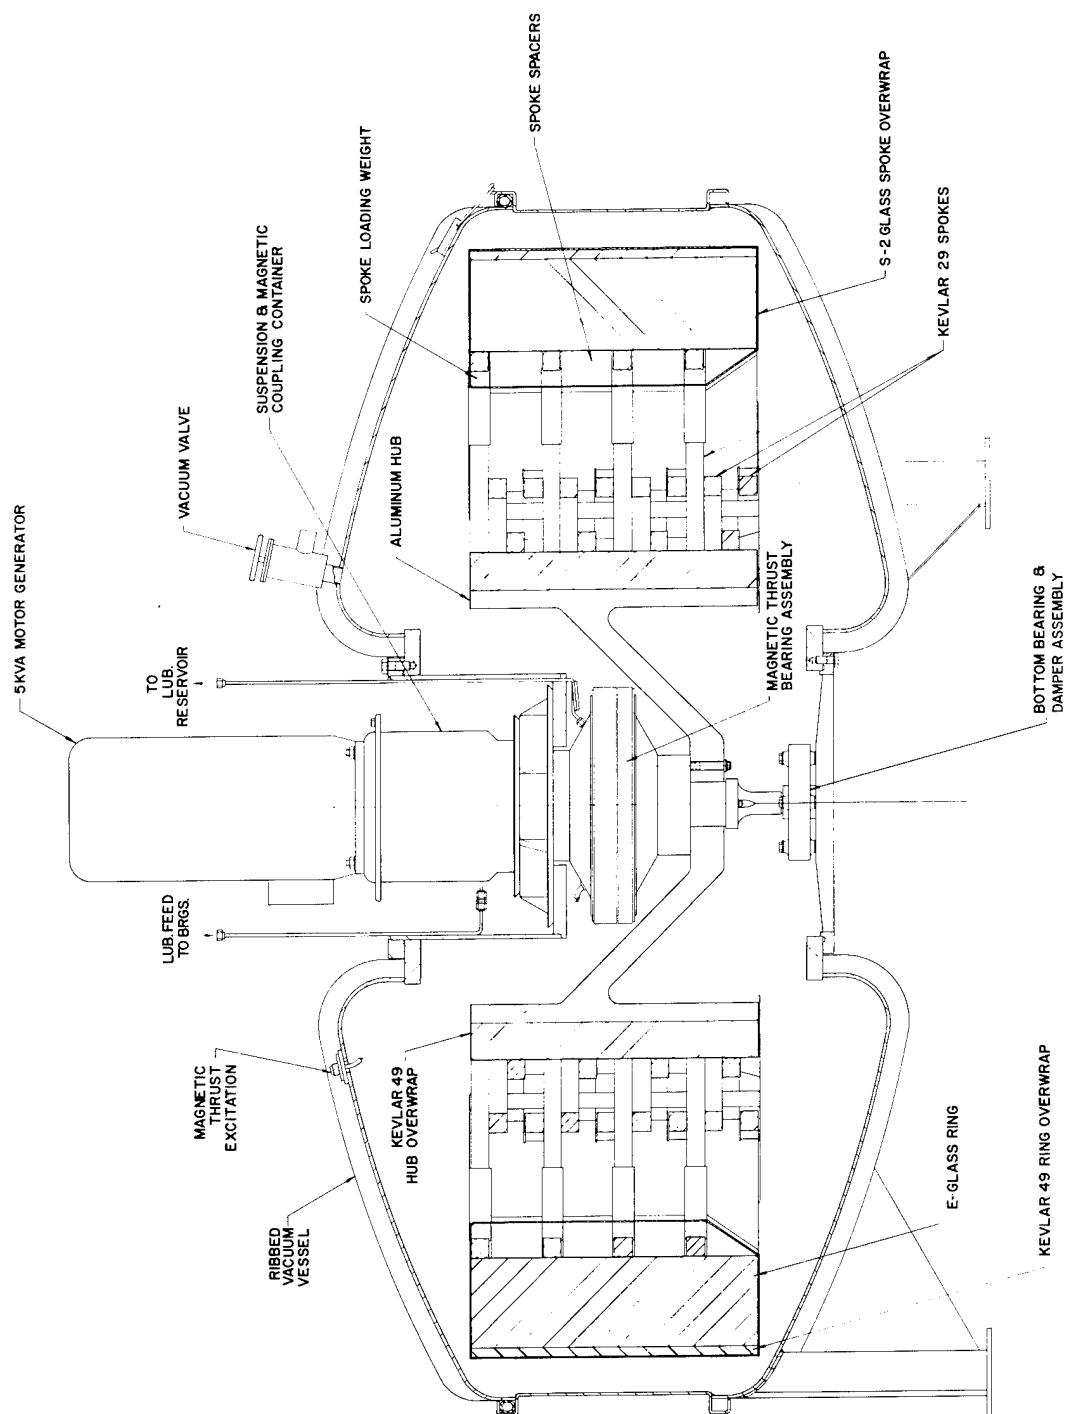 5KVA MOTOR GENERATOR
VACUUM VALVE
SUSPENSION & MAGNETIC
COUPLING CONTAINER
SPOKE LOADING WEIGHT
SPOKE SPACERS
TO
LUB.
RESERVOIR
LUB. FEED
TO BRGS.
MAGNETIC
THRUST
EXCITATION
RIBBED
VACUUM
VESSEL
ALUMINUM HUB
KEVLAR 49
HUB OVERWRAP
MAGNETIC THRUST
BEARING ASSEMBLY
S-2 GLASS SPOKE OVERWRAP
KEVLAR 29 SPOKES
BOTTOM BEARING &
DAMPER ASSEMBLY
E-GLASS RING
KEVLAR 49 RING OVERWRAP